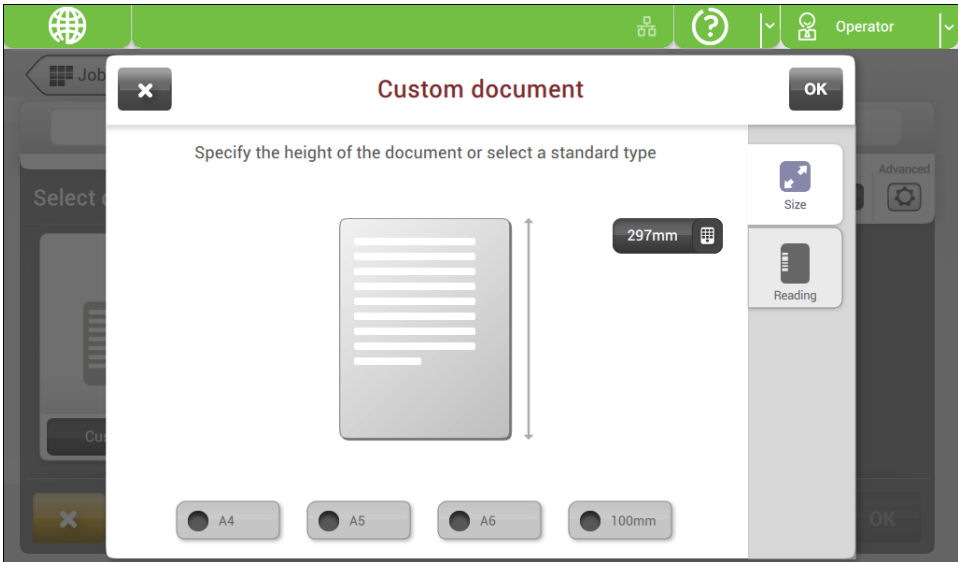 Operator
Job
Custom document
OK
Specify the height of the document or select a standard type
Advanced
Select
297mm
Size
Reading
Cu
A4
A5
A6
100mm
OK